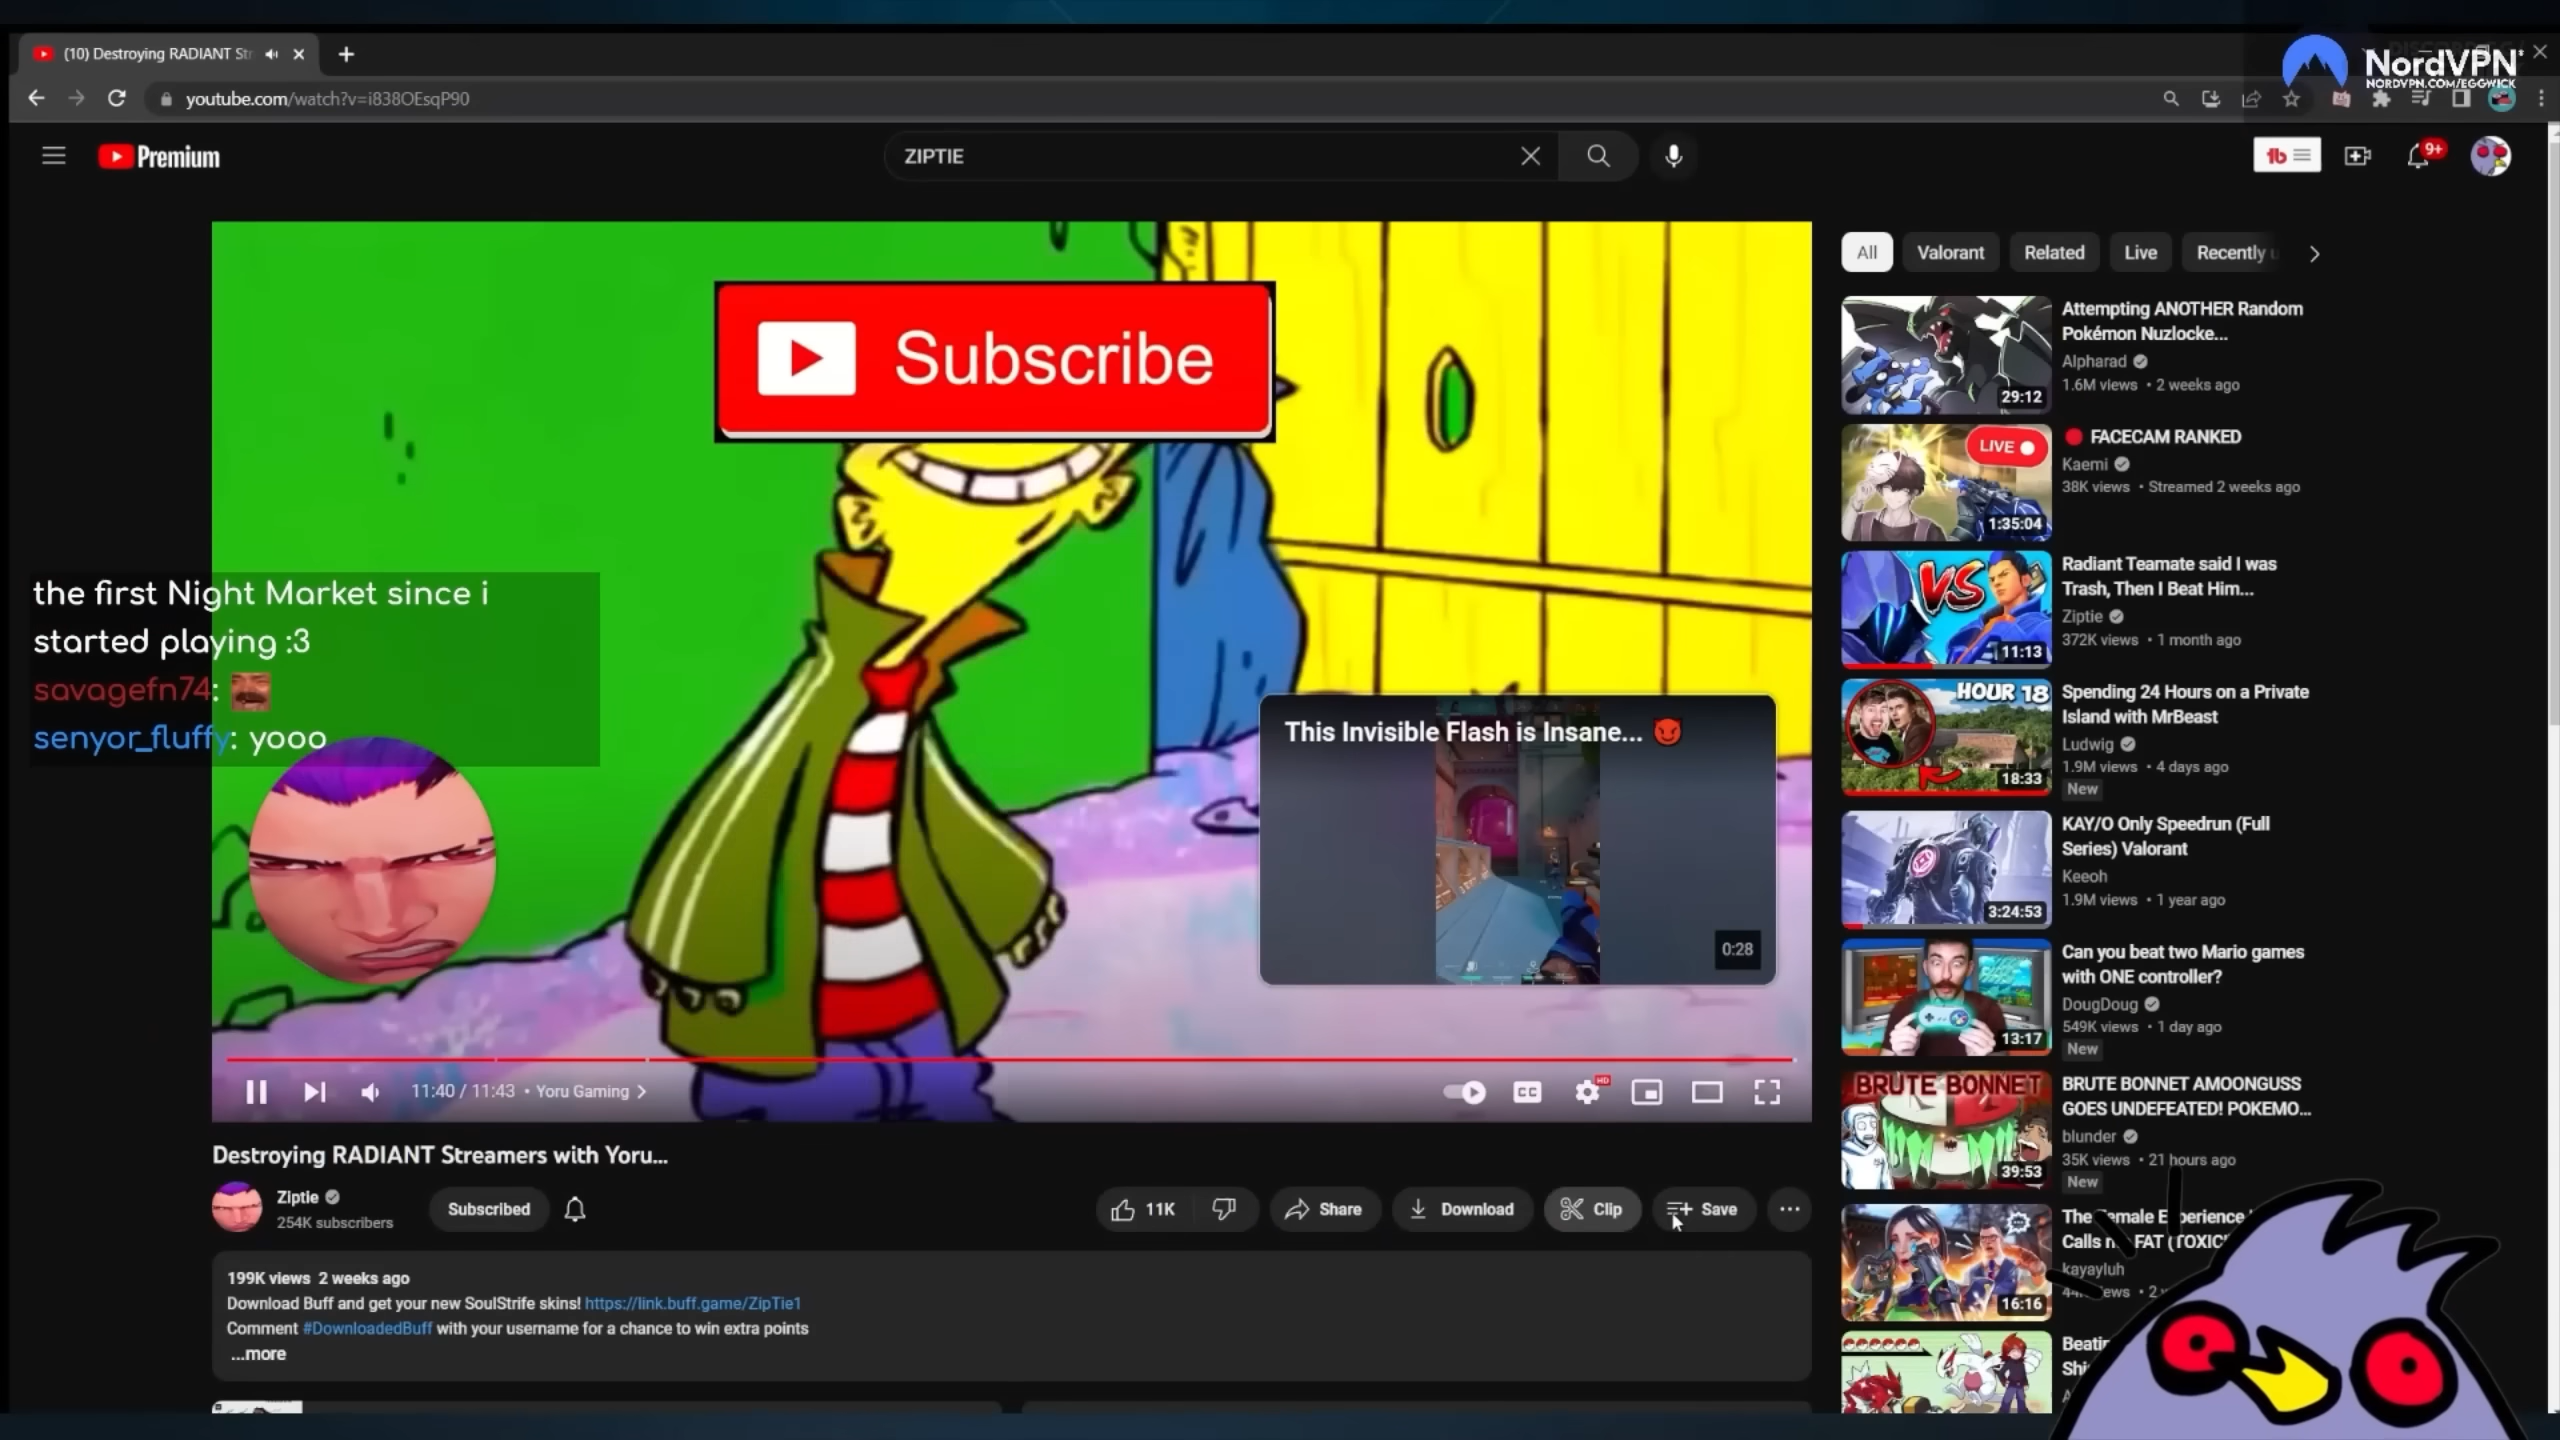 (10) Destroying RADIANT Str
youtube.com/watch?v=i838OEsqP90
NordVPN
NORDVPN.COM/EGGWICK
Premium
ZIPTIE
9+
Subscribe
the first Night Market since i
started playing :3
savagefn74:
senyor_fluffy: yooo
This Invisible Flash is Insane...
0:28
11:40 / 11:43 • Yoru Gaming
CC
HD
Destroying RADIANT Streamers with Yoru...
Ziptie
254K subscribers
Subscribed
11K
Share
Download
Clip
Save
199K views 2 weeks ago
Download Buff and get your new SoulStrife skins! https://link.buff.game/ZipTie1
Comment #DownloadedBuff with your username for a chance to win extra points
...more
All
Valorant
Related
Live
Recently
29:12
Attempting ANOTHER Random
Pokémon Nuzlocke...
Alpharad
1.6M views • 2 weeks ago
LIVE
1:35:04
FACECAM RANKED
Kaemi
38K views • Streamed 2 weeks ago
VS
11:13
Radiant Teamate said I was
Trash, Then I Beat Him...
Ziptie
372K views • 1 month ago
HOUR 18
18:33
Spending 24 Hours on a Private
Island with MrBeast
Ludwig
1.9M views • 4 days ago
New
3:24:53
KAY/O Only Speedrun (Full
Series) Valorant
Keeoh
1.9M views • 1 year ago
13:17
Can you beat two Mario games
with ONE controller?
DougDoug
549K views • 1 day ago
New
BRUTE BONNET
39:53
BRUTE BONNET AMOONGUSS
GOES UNDEFEATED! POKEMO...
blunder
35K views • 21 hours ago
New
16:16
The Female Experience
Calls FAT
kayayluh